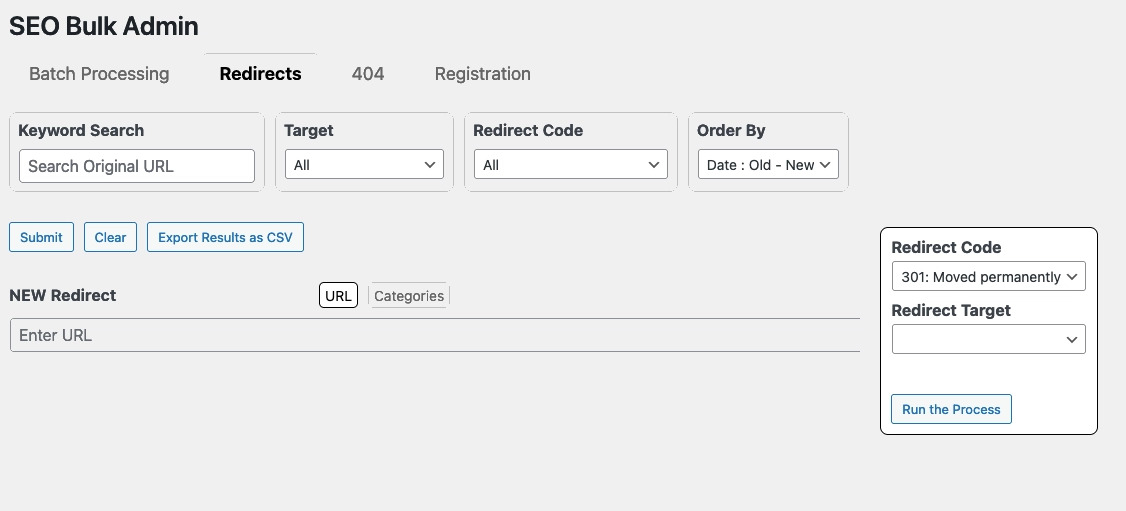 SEO Bulk Admin
Batch Processing Redirects 404 Registration
Keyword Search Target Redirect Code Order By
Search Original URL All All Date : Old - New
Submit Clear Export Results as CSV
Redirect Code
301: Moved permanently
NEW Redirect URL Categories
Redirect Target
Enter URL
Run the Process